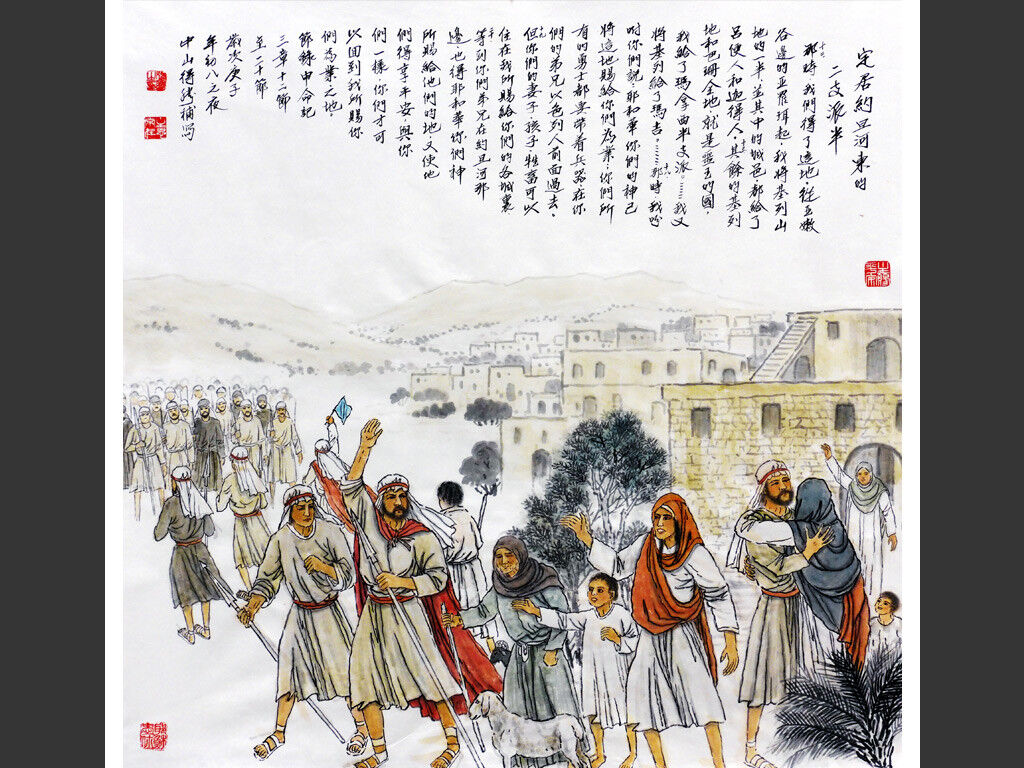 定居約旦河東的
二支派半
那時，我們得了這地。從亞嫩
谷邊的亞羅珥起，我將基列山
地的一半，並其中的城邑，都給了
呂便人和迦得人。其餘的基列
地和巴珊全地，就是噩王的國，
我給了瑪拿西半支派。……我又
將基列給了瑪吉。……那時，我吩
咐你們說：耶和華你們的神已
將這地賜給你們為業；你們所
有的勇士都要帶著兵器，在你
們的弟兄以色列人前面過去。
但你們的妻子、孩子、牲畜可以
住在我所賜給你們的各城裏。
等到你們弟兄在約旦河那
邊，也得耶和華你們神
所賜給他們的地，又使他
們得享平安，與你
們一樣，你們才可
以回到我所賜你
們為業之地。
節錄申命記
三章十二節
至二十節
歲次庚子
年初八之夜
中山得補寫